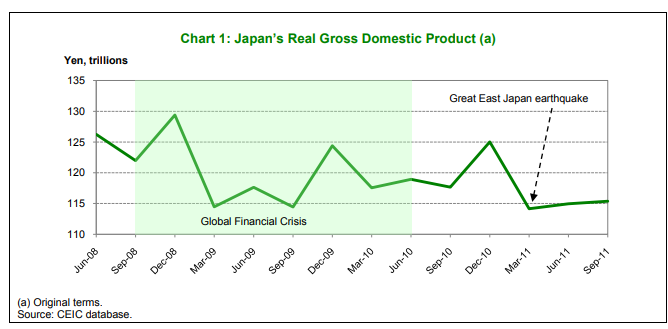 Chart 1: Japan's Real Gross Domestic Product (a)
Yen, trillions
135
130
125
120
115
110
Great East Japan earthquake
Global Financial Crisis
Jun-08
Sep-08
Dec-08
Mar-09
Jun-09
Sep-09
Dec-09
Mar-10
Jun-10
Sep-10
Dec-10
Mar-11
Jun-11
Sep-11
(a) Original terms.
Source: CEIC database.